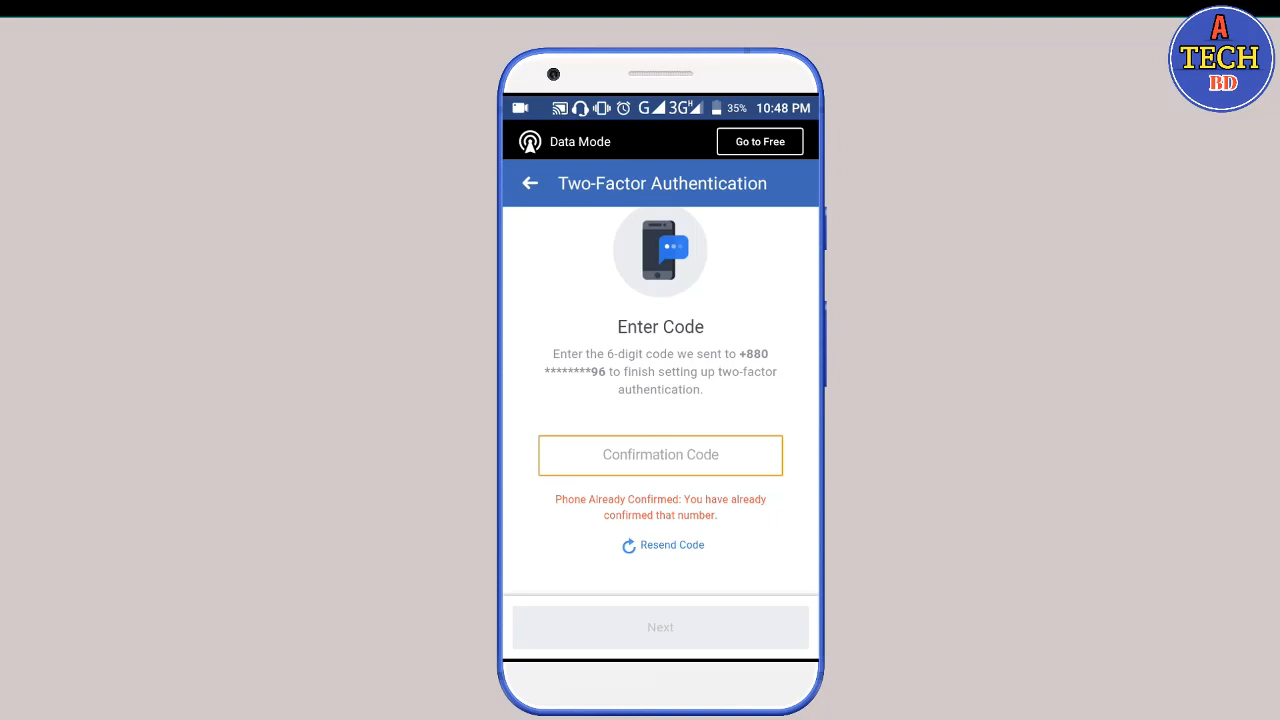 A
TECH
BD
G 3G H 35% 10:48 PM
Data Mode
Go to Free
Two-Factor Authentication
Enter Code
Enter the 6-digit code we sent to +880
********96 to finish setting up two-factor
authentication.
Confirmation Code
Phone Already Confirmed: You have already
confirmed that number.
Resend Code
Next